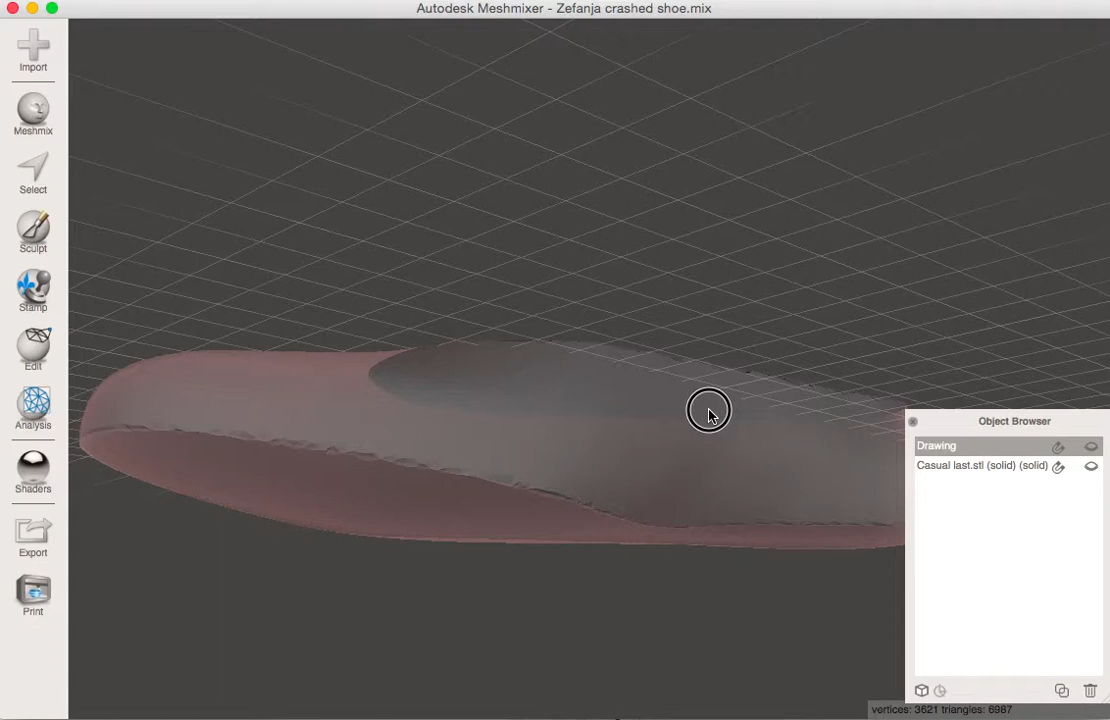 Autodesk Meshmixer - Zefanja crashed shoe.mix
Import
Meshmix
Select
Sculpt
Stamp
Edit
Analysis
Shaders
Export
Print
Object Browser
Drawing
Casual last.stl (solid) (solid)
vertices: 3621 triangles: 6987